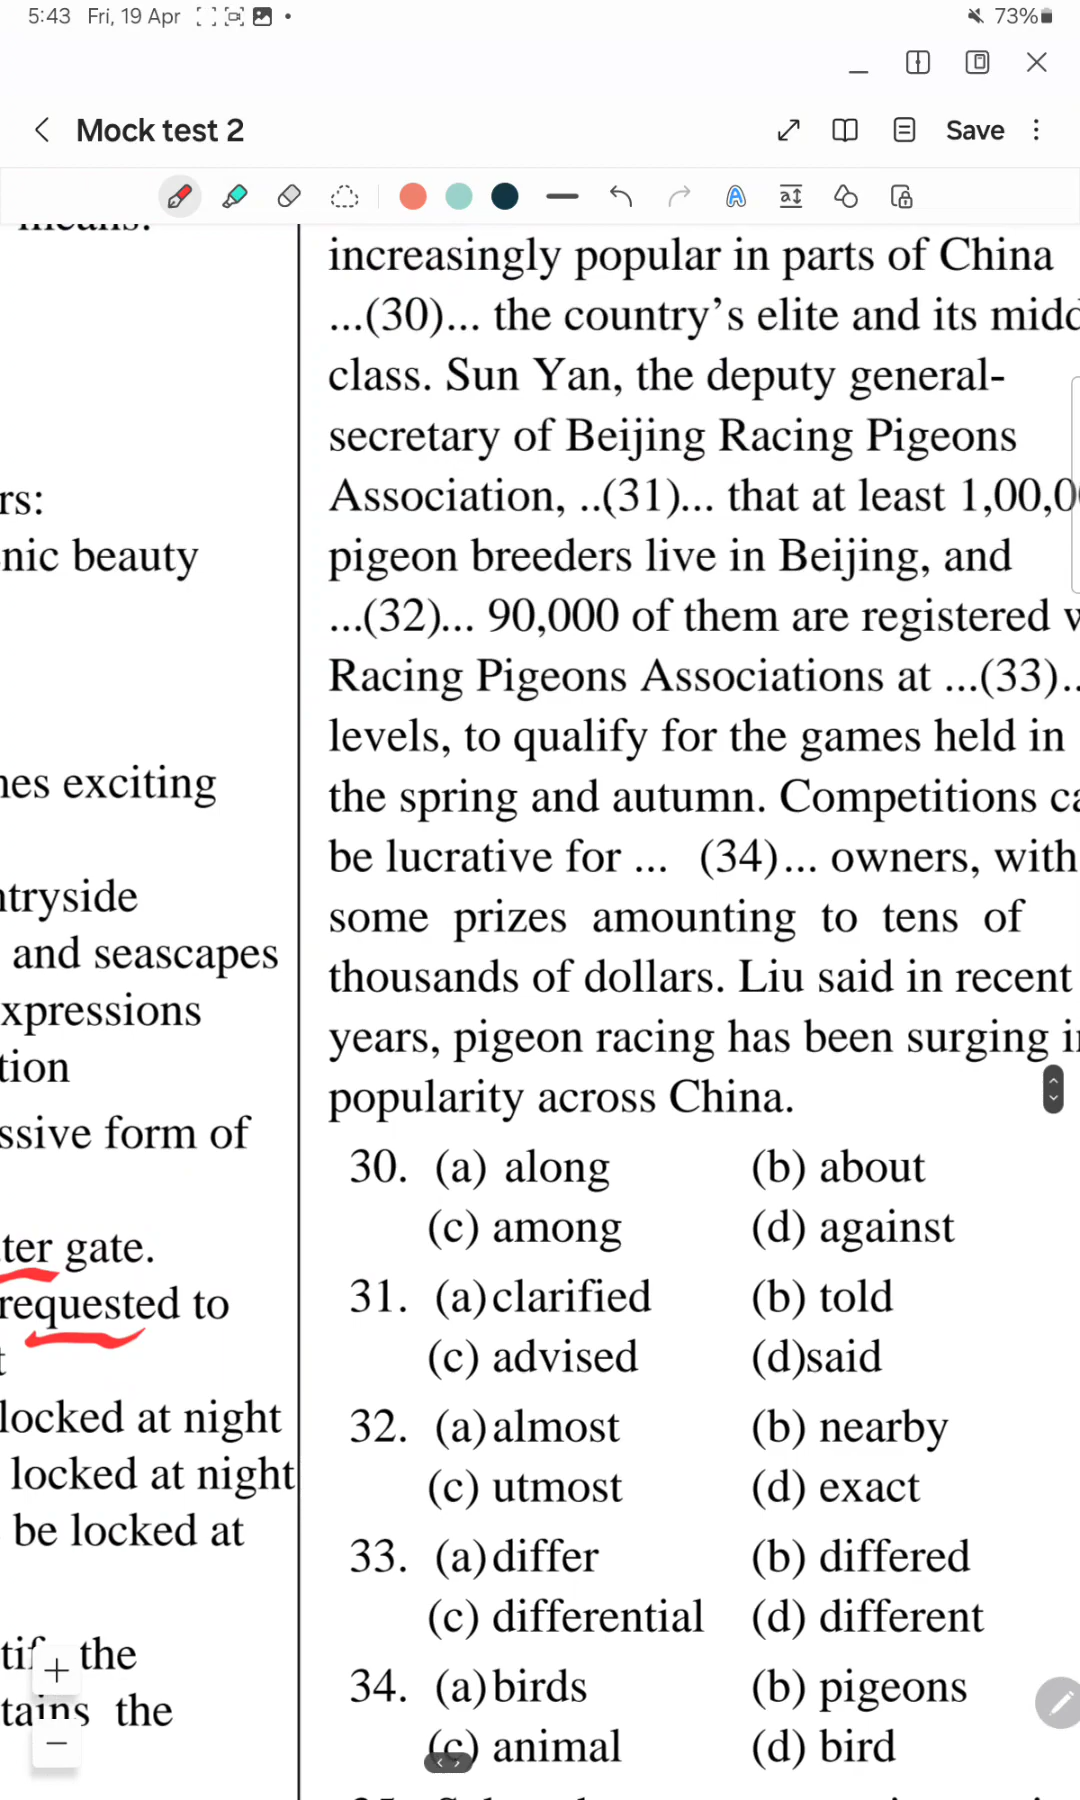 5:43 Fri, 19 Apr
73%
Mock test 2
Save
means.
rs:
nic beauty
nes exciting
ntryside
and seascapes
xpressions
tion
ssive form of
ter gate.
requested to
t
locked at night
locked at night
be locked at
the
tains the
increasingly popular in parts of China
...(30)... the country’s elite and its midd
class. Sun Yan, the deputy general-
secretary of Beijing Racing Pigeons
Association, ..(31)... that at least 1,00,0
pigeon breeders live in Beijing, and
...(32)... 90,000 of them are registered
Racing Pigeons Associations at ...(33)..
levels, to qualify for the games held in
the spring and autumn. Competitions ca
be lucrative for ... (34)... owners, with
some prizes amounting to tens of
thousands of dollars. Liu said in recent
years, pigeon racing has been surging in
popularity across China.
30. (a) along (b) about
(c) among (d) against
31. (a) clarified (b) told
(c) advised (d)said
32. (a) almost (b) nearby
(c) utmost (d) exact
33. (a) differ (b) differed
(c) differential (d) different
34. (a) birds (b) pigeons
(c) animal (d) bird